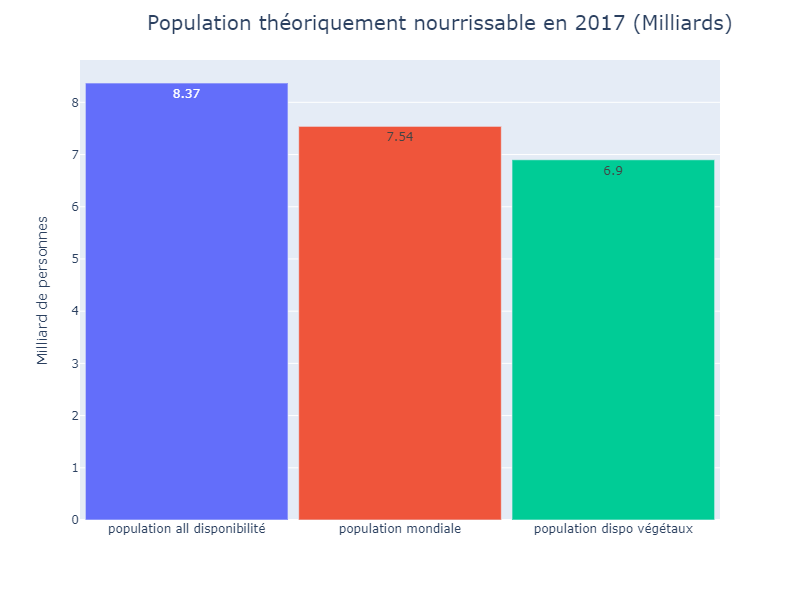 Population théoriquement nourrissable en 2017 (Milliards)
8.37
7.54
6.9
8
7
6
5
4
3
2
1
0
Milliard de personnes
population all disponibilité
population mondiale
population dispo végétaux